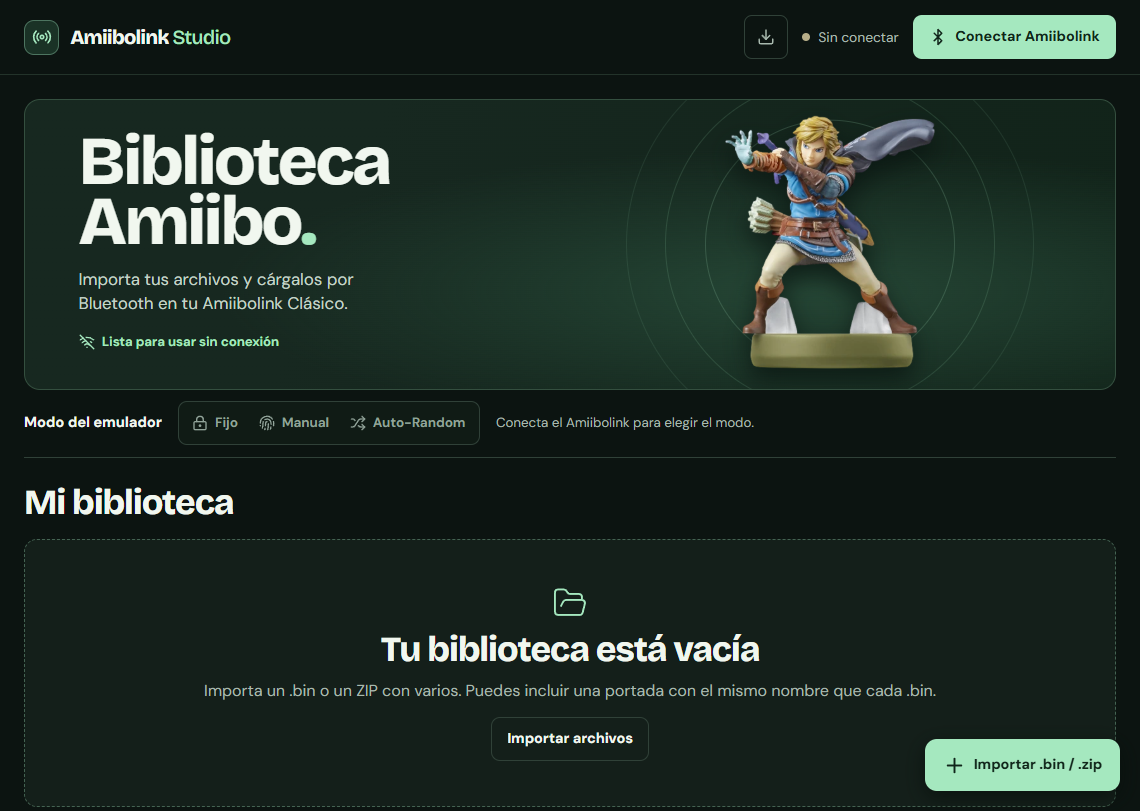 Amiibolink Studio
Sin conectar
Conectar Amiibolink
Biblioteca
Amiibo.
Importa tus archivos y cárgalos por
Bluetooth en tu Amiibolink Clásico.
Lista para usar sin conexión
Modo del emulador
Fijo
Manual
Auto-Random
Conecta el Amiibolink para elegir el modo.
Mi biblioteca
Tu biblioteca está vacía
Importa un .bin o un ZIP con varios. Puedes incluir una portada con el mismo nombre que cada .bin.
Importar archivos
Importar .bin / .zip